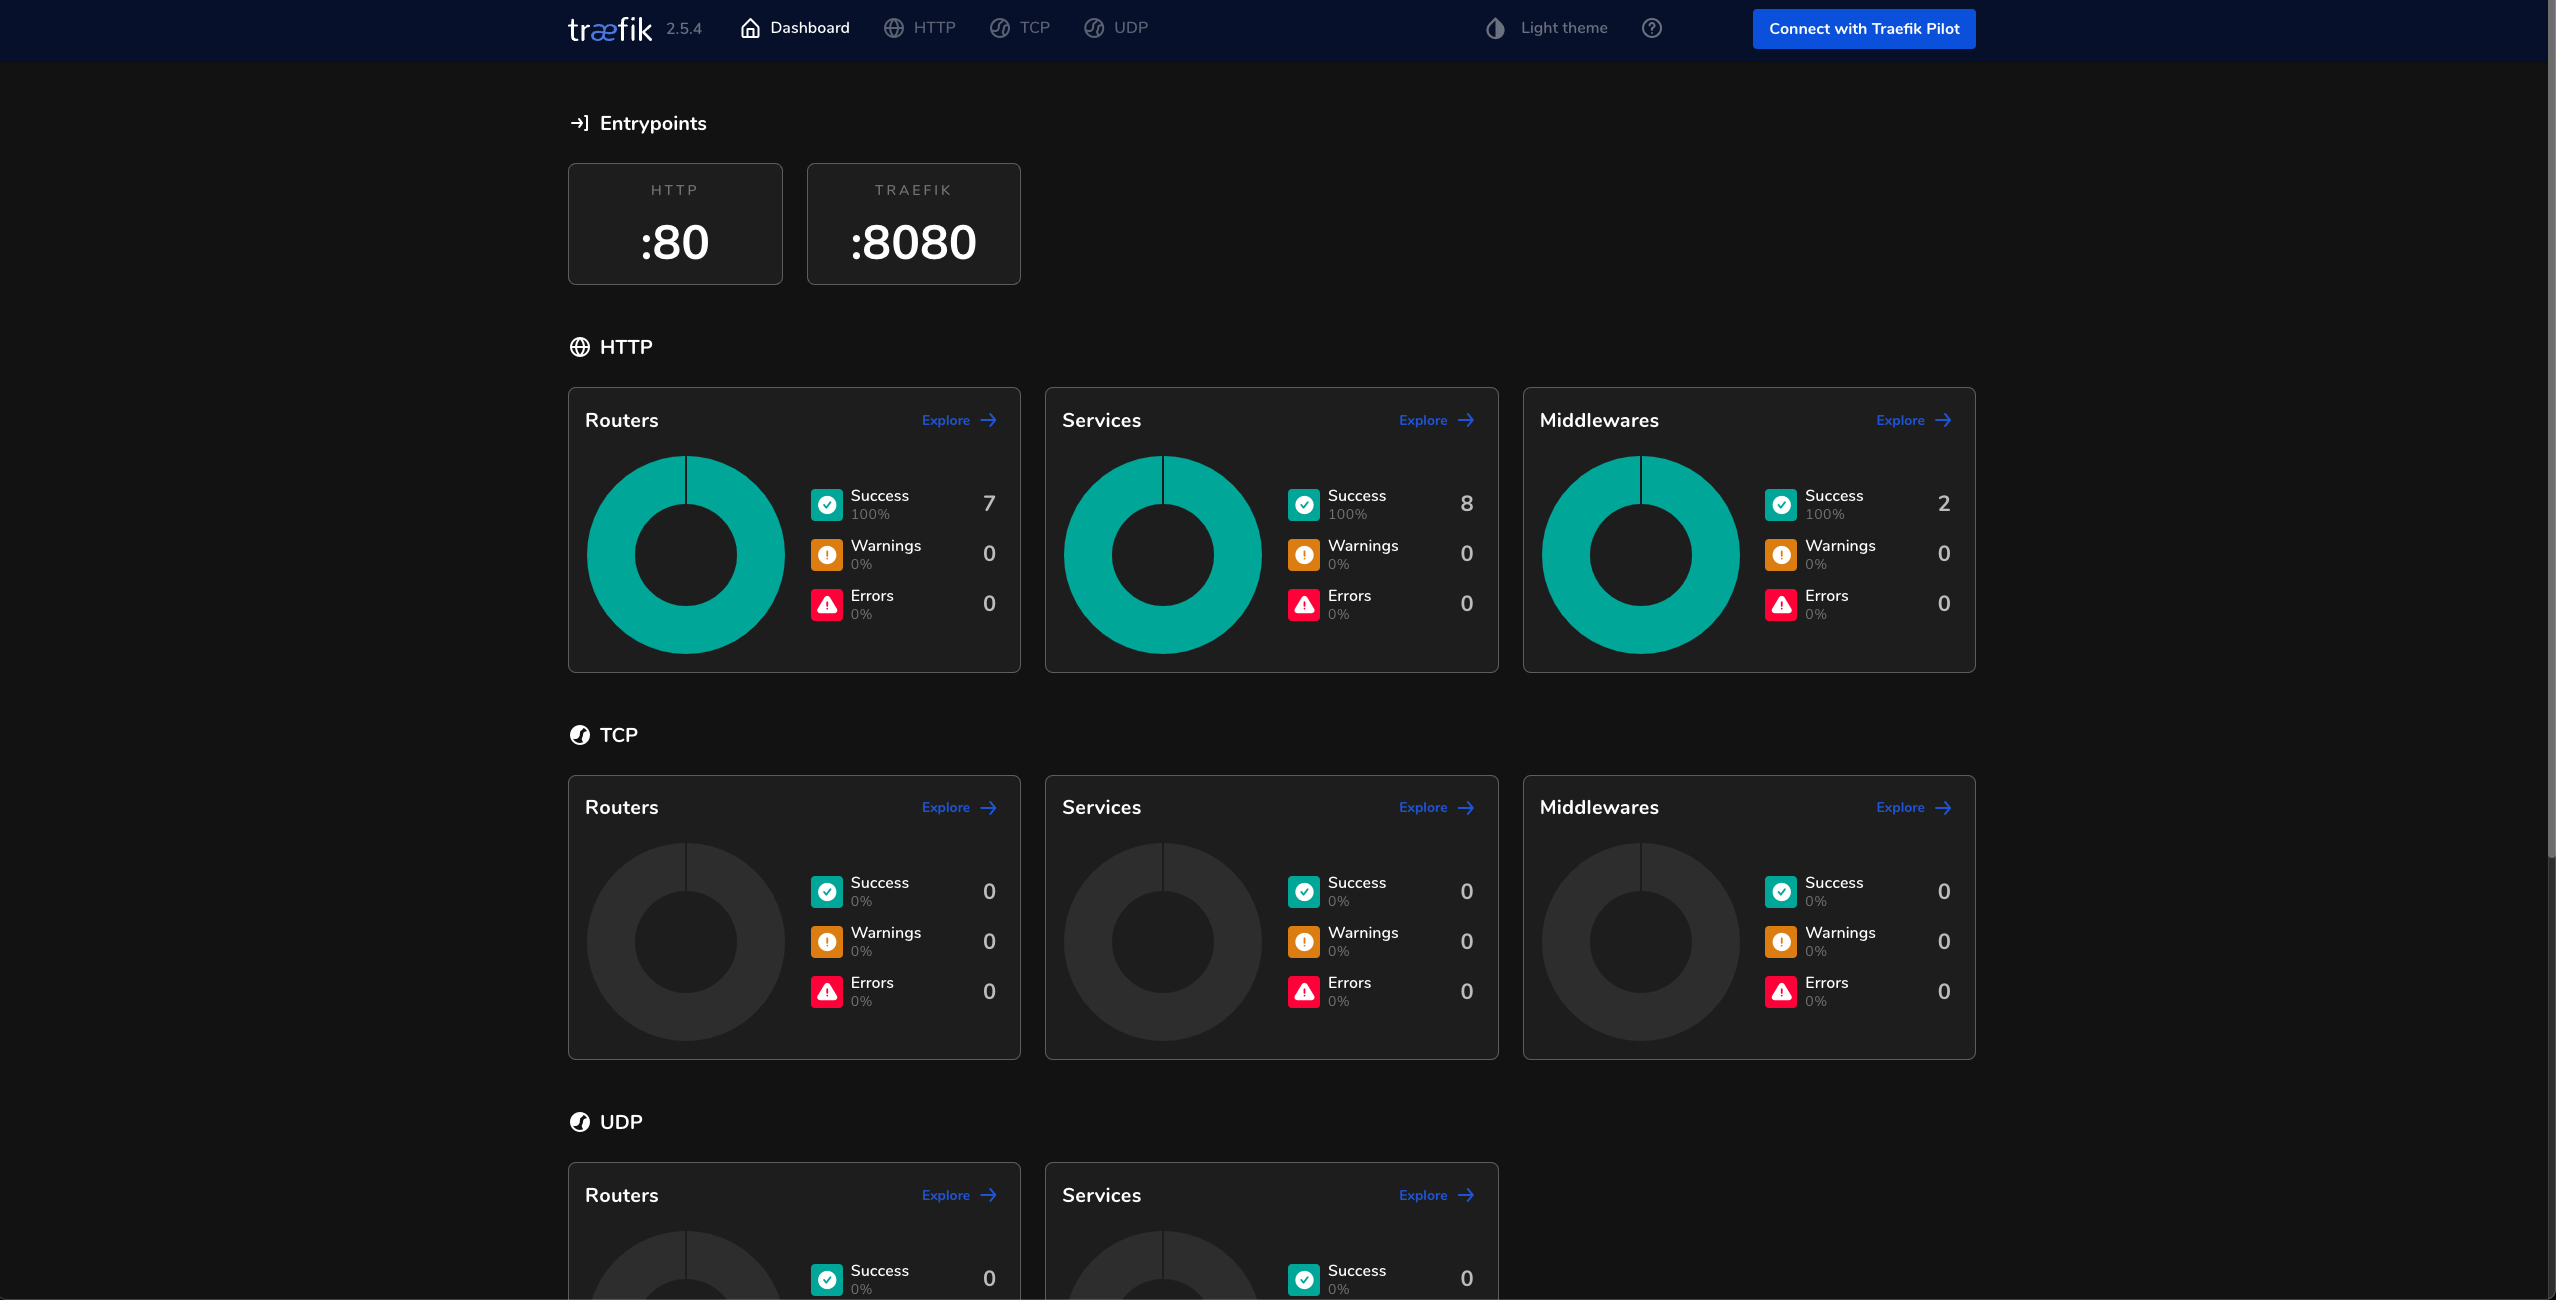 træfik 2.5.4 Dashboard HTTP TCP UDP Light theme Connect with Traefik Pilot
Entrypoints
HTTP
:80
TRAEFIK
:8080
HTTP
Routers Explore
Success 7
100%
Warnings 0
0%
Errors 0
0%
Services Explore
Success 8
100%
Warnings 0
0%
Errors 0
0%
Middlewares Explore
Success 2
100%
Warnings 0
0%
Errors 0
0%
TCP
Routers Explore
Success 0
0%
Warnings 0
0%
Errors 0
0%
Services Explore
Success 0
0%
Warnings 0
0%
Errors 0
0%
Middlewares Explore
Success 0
0%
Warnings 0
0%
Errors 0
0%
UDP
Routers Explore
Success 0
0%
Services Explore
Success 0
0%